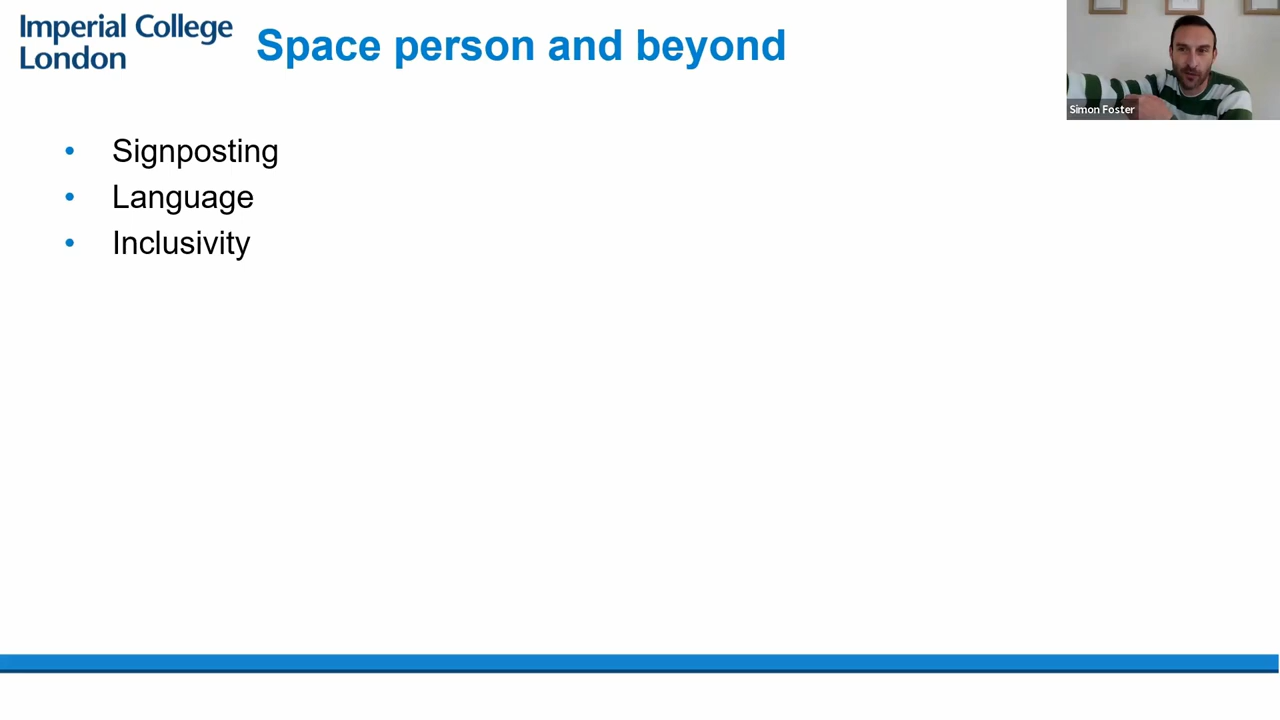 Imperial College
London
Space person and beyond
Simon Foster
• Signposting
• Language
• Inclusivity